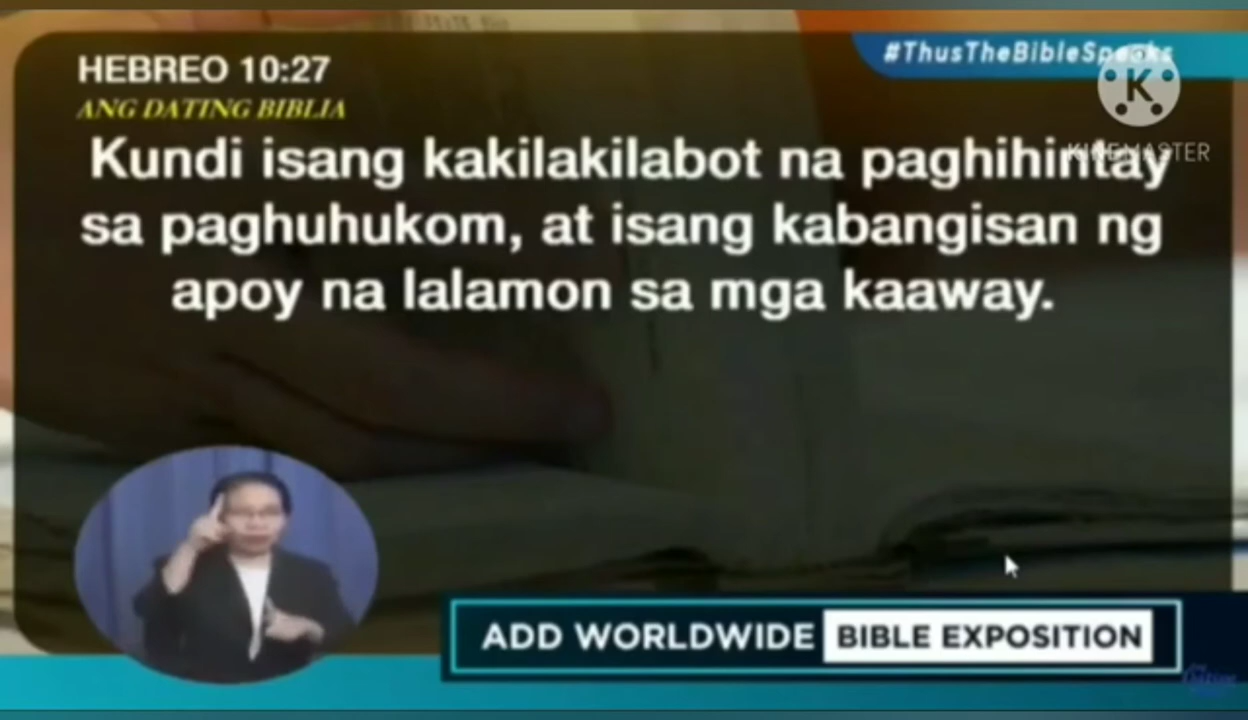 HEBREO 10:27
ANG DATING BIBLIA
#ThusTheBibleSpeaks
K
KINEMASTER
Kundi isang kakilakilabot na paghihintay
sa paghuhukom, at isang kabangisan ng
apoy na lalamon sa mga kaaway.
ADD WORLDWIDE BIBLE EXPOSITION